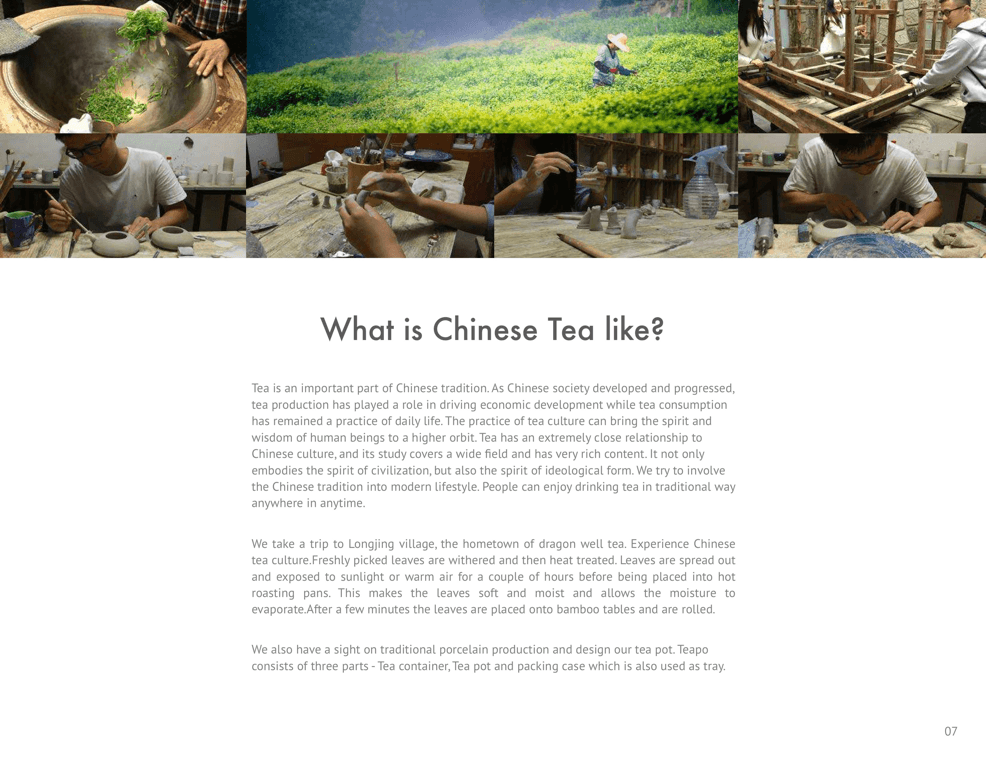 What is Chinese Tea like?
Tea is an important part of Chinese tradition. As Chinese society developed and progressed,
tea production has played a role in driving economic development while tea consumption
has remained a practice of daily life. The practice of tea culture can bring the spirit and
wisdom of human beings to a higher orbit. Tea has an extremely close relationship to
Chinese culture, and its study covers a wide field and has very rich content. It not only
embodies the spirit of civilization, but also the spirit of ideological form. We try to involve
the Chinese tradition into modern lifestyle. People can enjoy drinking tea in traditional way
anywhere in anytime.
We take a trip to Longjing village, the hometown of dragon well tea. Experience Chinese
tea culture.Freshly picked leaves are withered and then heat treated. Leaves are spread out
and exposed to sunlight or warm air for a couple of hours before being placed into hot
roasting pans. This makes the leaves soft and moist and allows the moisture to
evaporate.After a few minutes the leaves are placed onto bamboo tables and are rolled.
We also have a sight on traditional porcelain production and design our tea pot. Teapo
consists of three parts - Tea container, Tea pot and packing case which is also used as tray.
07